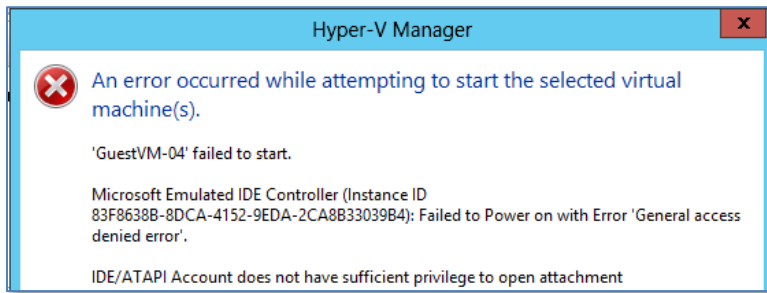 Hyper-V Manager
x
An error occurred while attempting to start the selected virtual
machine(s).
'GuestVM-04' failed to start.
Microsoft Emulated IDE Controller (Instance ID
83F8638B-8DCA-4152-9EDA-2CA8B33039B4): Failed to Power on with Error 'General access
denied error'.
IDE/ATAPI Account does not have sufficient privilege to open attachment